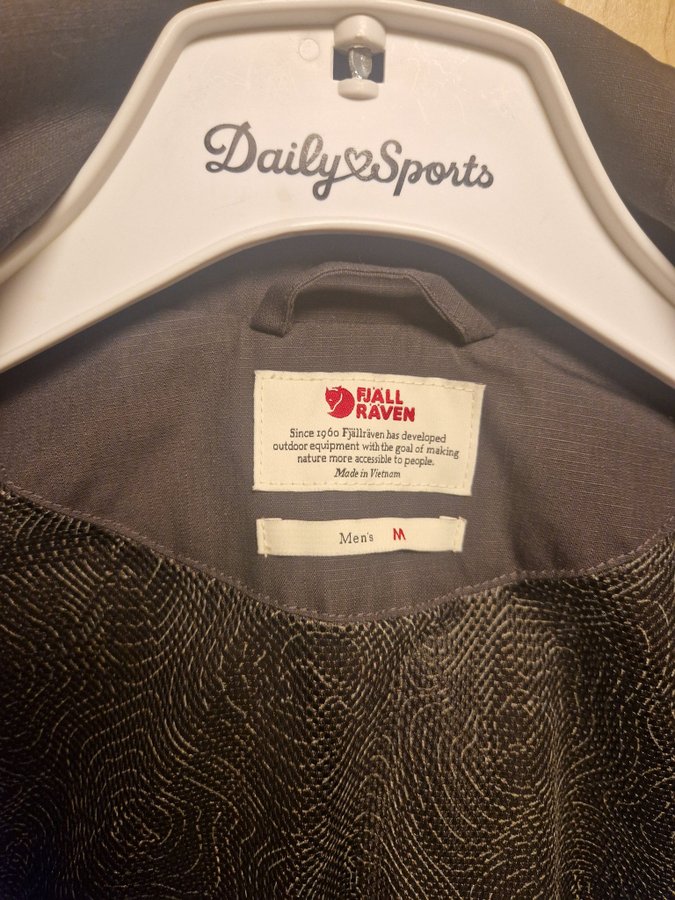 Daily Sports
FJÄLL
RÄVEN
Since 1960 Fjällräven has developed
outdoor equipment with the goal of making
nature more accessible to people.
Made in Vietnam
Men's M